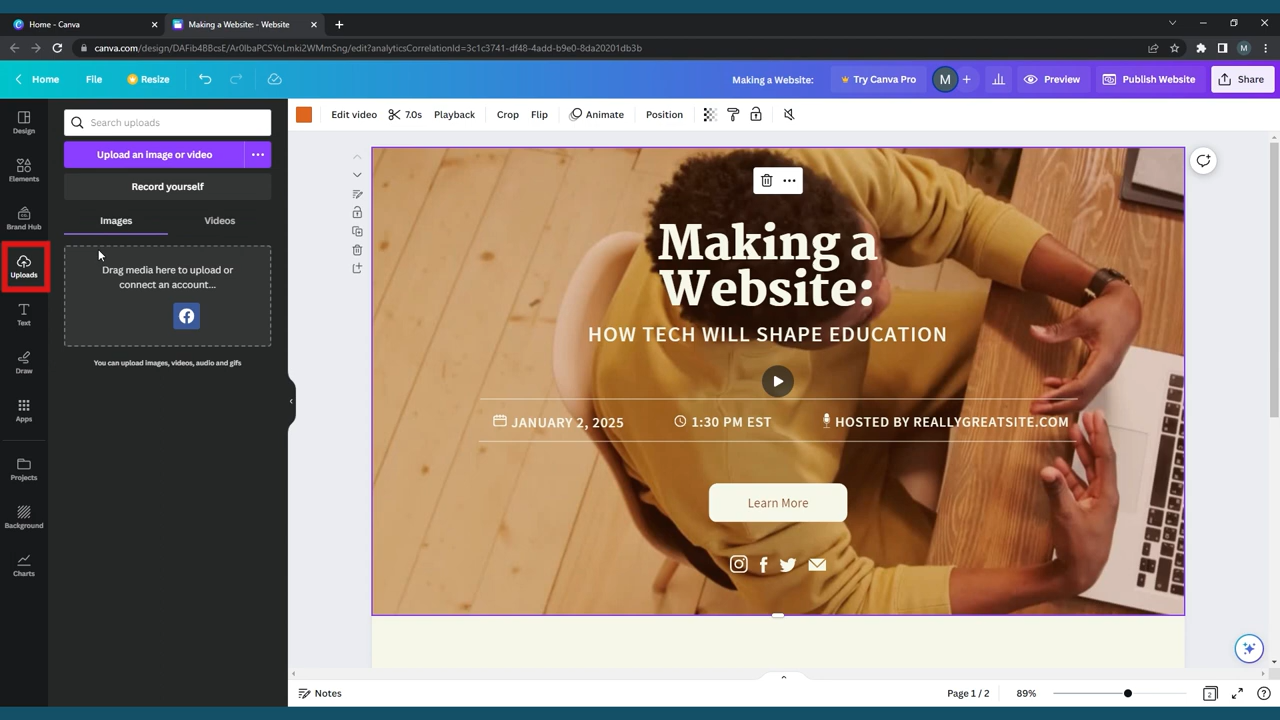 Home - Canva
Making a Website: - Website
canva.com/design/DAFib4BBcsE/Ar0lbaPCSYoLmki2WMmSng/edit?analyticsCorrelationId=3c1c3741-df48-4add-b9e0-8da20201db3b
M
Home
File
Resize
Making a Website:
Try Canva Pro
M
Preview
Publish Website
Share
Design
Elements
Brand Hub
Uploads
Text
Draw
Apps
Projects
Background
Charts
Search uploads
Upload an image or video
Record yourself
Images
Videos
Drag media here to upload or
connect an account...
You can upload images, videos, audio and gifs
Edit video
7.0s
Playback
Crop
Flip
Animate
Position
Making a
Website:
HOW TECH WILL SHAPE EDUCATION
JANUARY 2, 2025
1:30 PM EST
HOSTED BY REALLYGREATSITE.COM
Learn More
Notes
Page 1 / 2
89%
2